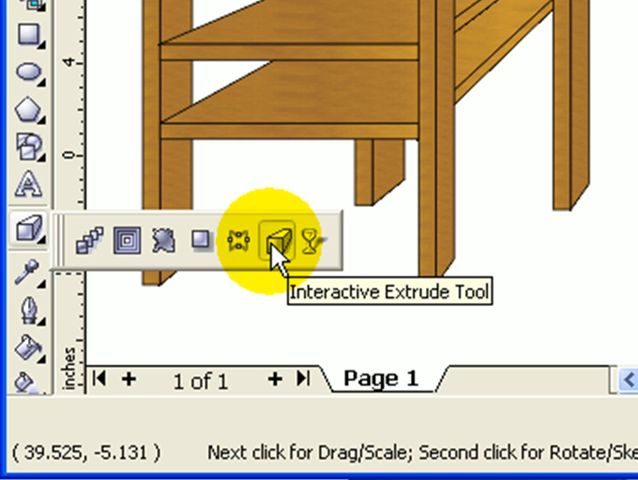 4
0
Interactive Extrude Tool
inches
1 of 1
Page 1
( 39.525, -5.131 )
Next click for Drag/Scale; Second click for Rotate/Ske